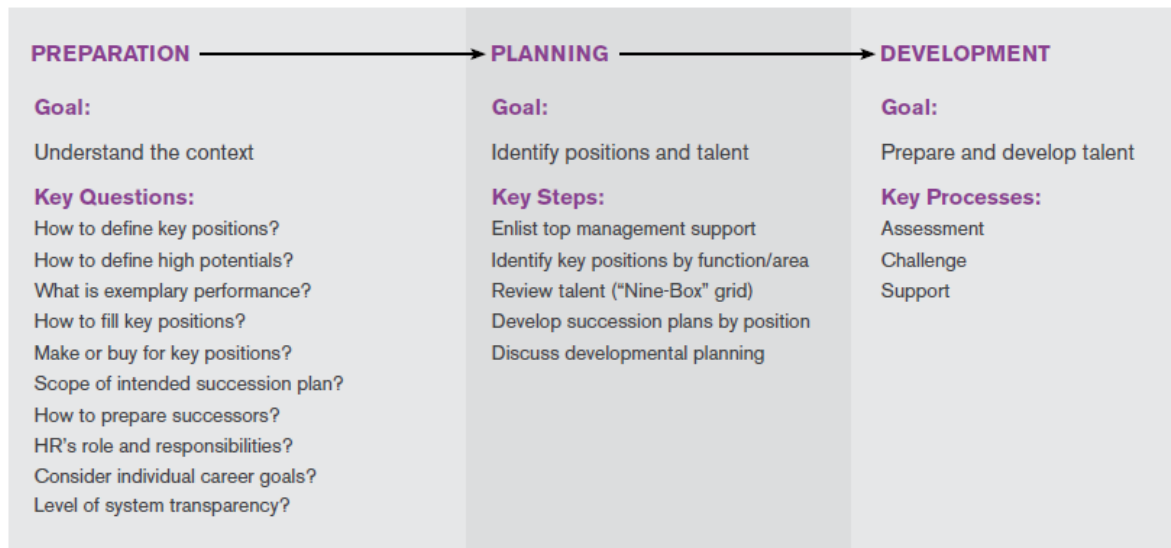 PREPARATION
Goal:
Understand the context
Key Questions:
How to define key positions?
How to define high potentials?
What is exemplary performance?
How to fill key positions?
Make or buy for key positions?
Scope of intended succession plan?
How to prepare successors?
HR's role and responsibilities?
Consider individual career goals?
Level of system transparency?
PLANNING
Goal:
Identify positions and talent
Key Steps:
Enlist top management support
Identify key positions by function/area
Review talent (“Nine-Box” grid)
Develop succession plans by position
Discuss developmental planning
DEVELOPMENT
Goal:
Prepare and develop talent
Key Processes:
Assessment
Challenge
Support